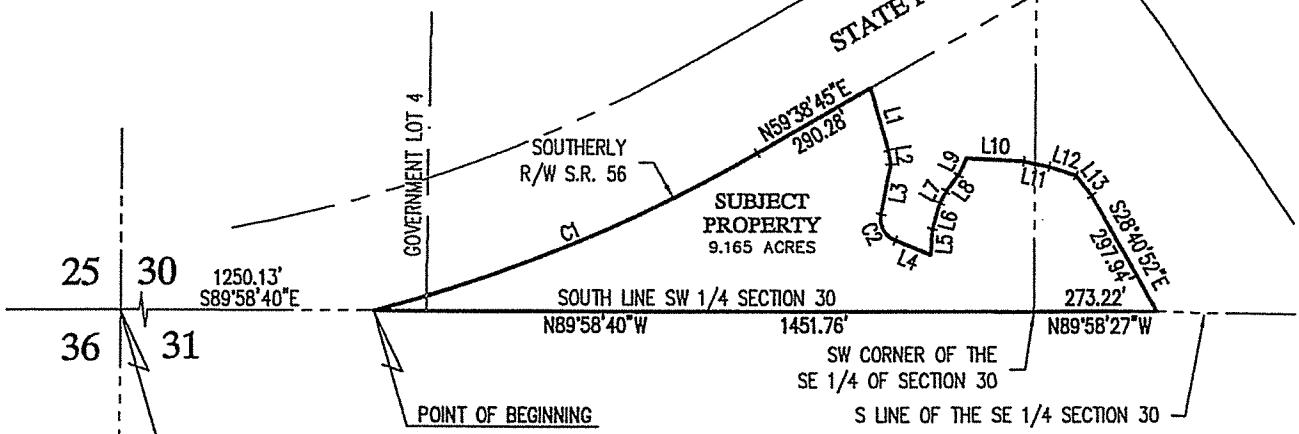 STATE
N59°38'45"E
290.28'
GOVERNMENT LOT 4
SOUTHERLY
R/W S.R. 56
L1
L2
L3
C2
L4
L5
L6
L7
L8
L9
L10
L11
L12
L13
S28°40'52"E
297.94'
C1
SUBJECT
PROPERTY
9.165 ACRES
25 30
36 31
1250.13'
S89°58'40"E
SOUTH LINE SW 1/4 SECTION 30
N89°58'40"W
1451.76'
273.22'
N89°58'27"W
SW CORNER OF THE
SE 1/4 OF SECTION 30
POINT OF BEGINNING
S LINE OF THE SE 1/4 SECTION 30